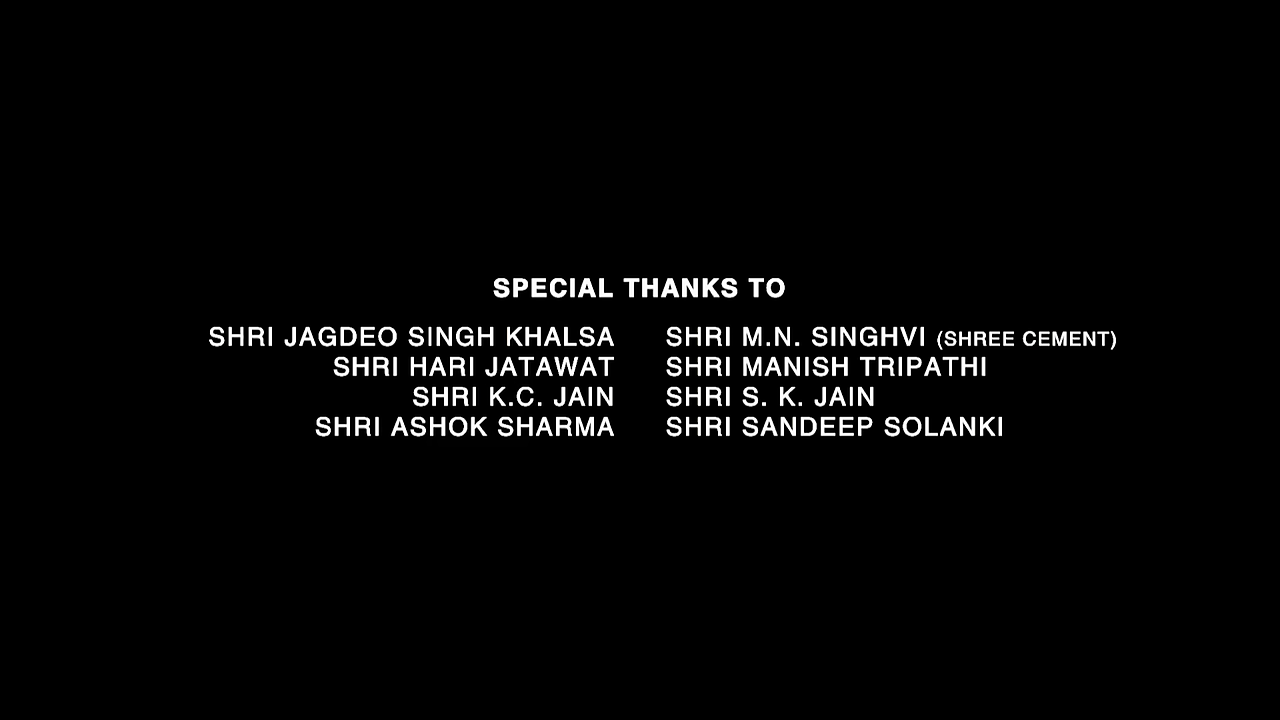 SPECIAL THANKS TO
SHRI JAGDEO SINGH KHALSA SHRI M.N. SINGHVI (SHREE CEMENT)
SHRI HARI JATAWAT SHRI MANISH TRIPATHI
SHRI K.C. JAIN SHRI S. K. JAIN
SHRI ASHOK SHARMA SHRI SANDEEP SOLANKI